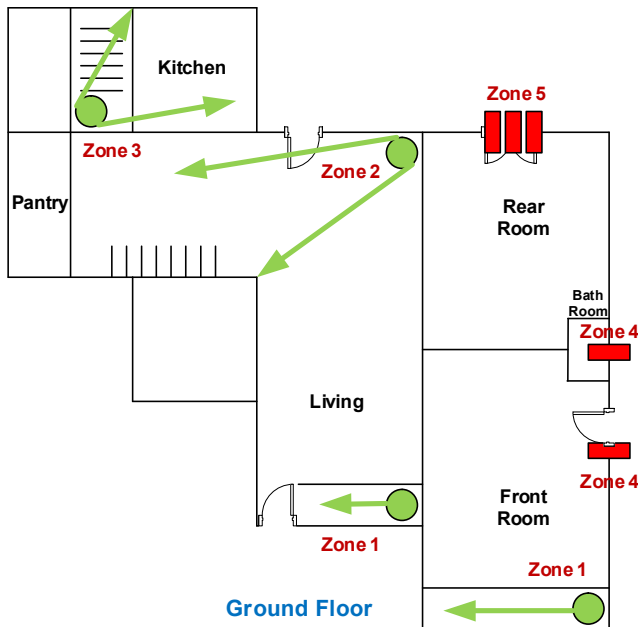 Kitchen
Zone 5
Zone 3
Zone 2
Pantry
Rear
Room
Bath
Room
Zone 4
Living
Zone 4
Front
Room
Zone 1
Zone 1
Ground Floor